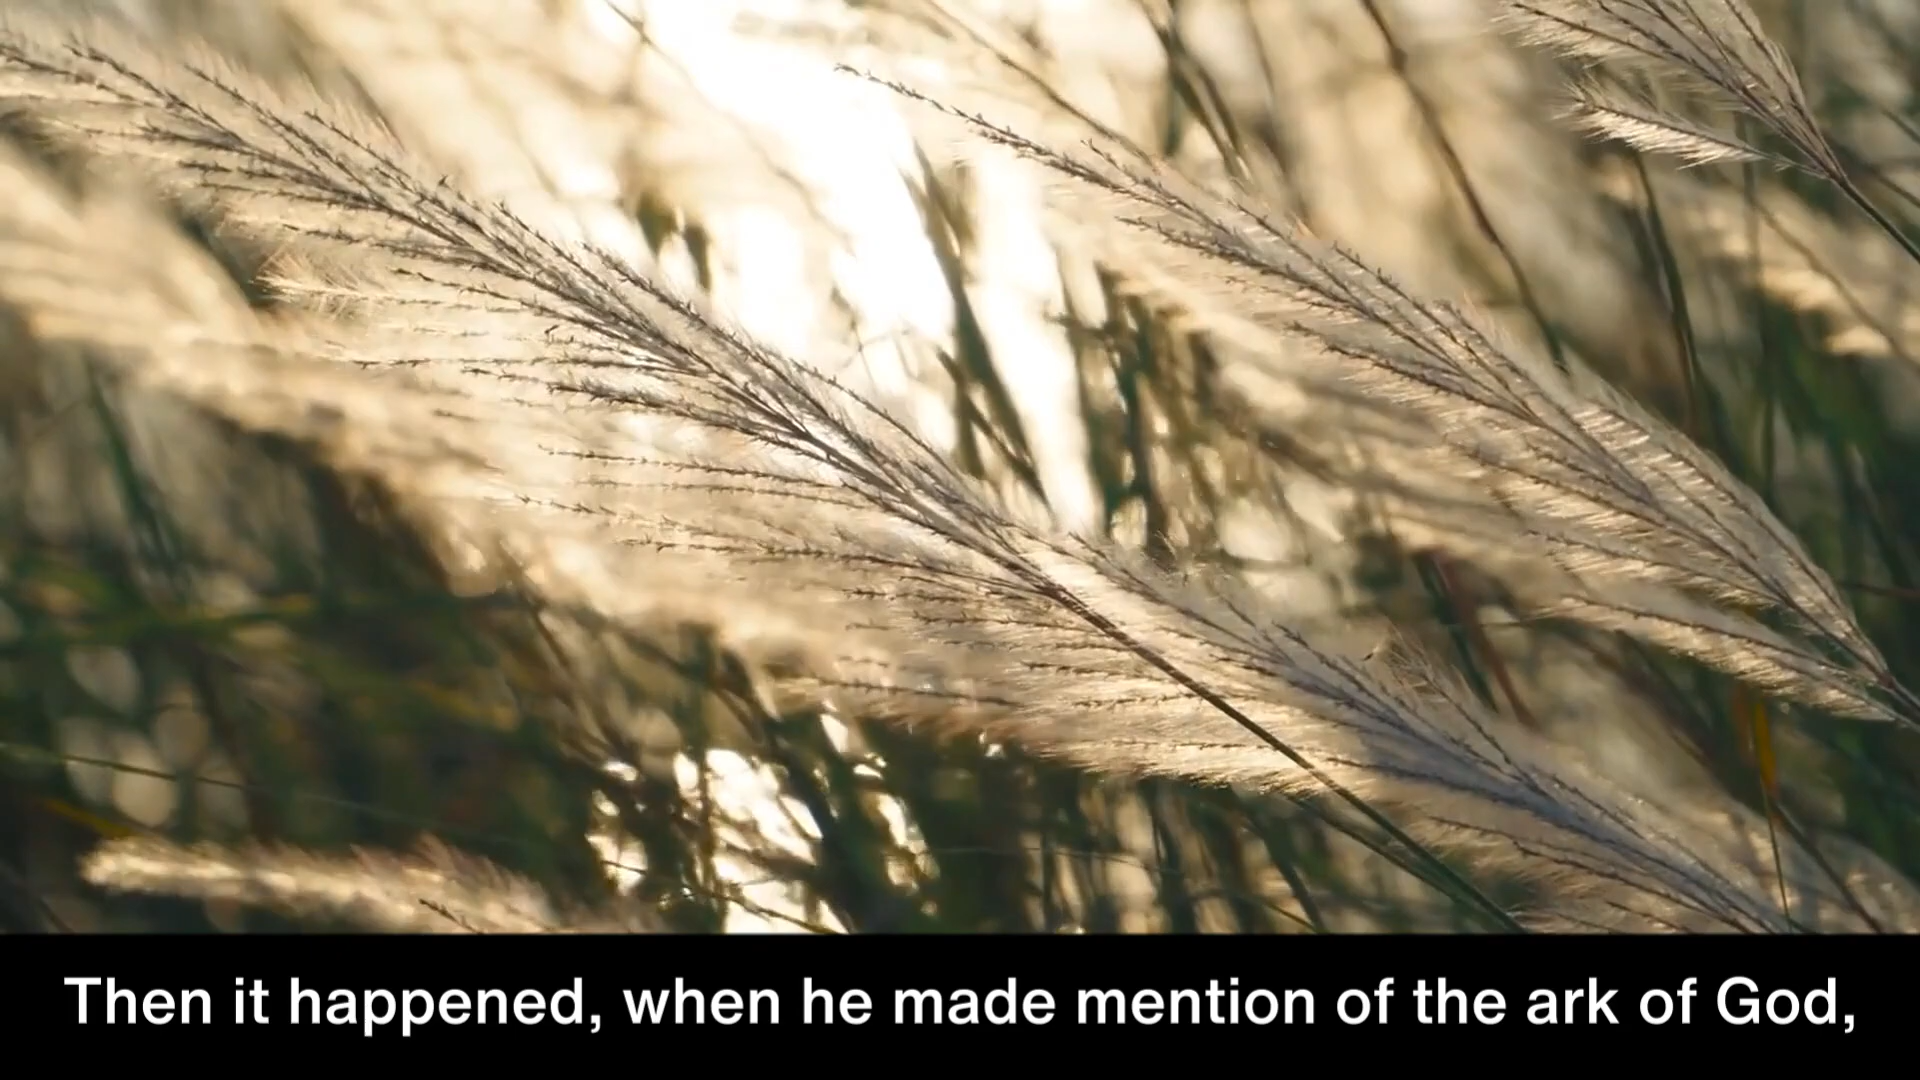 Then it happened, when he made mention of the ark of God,